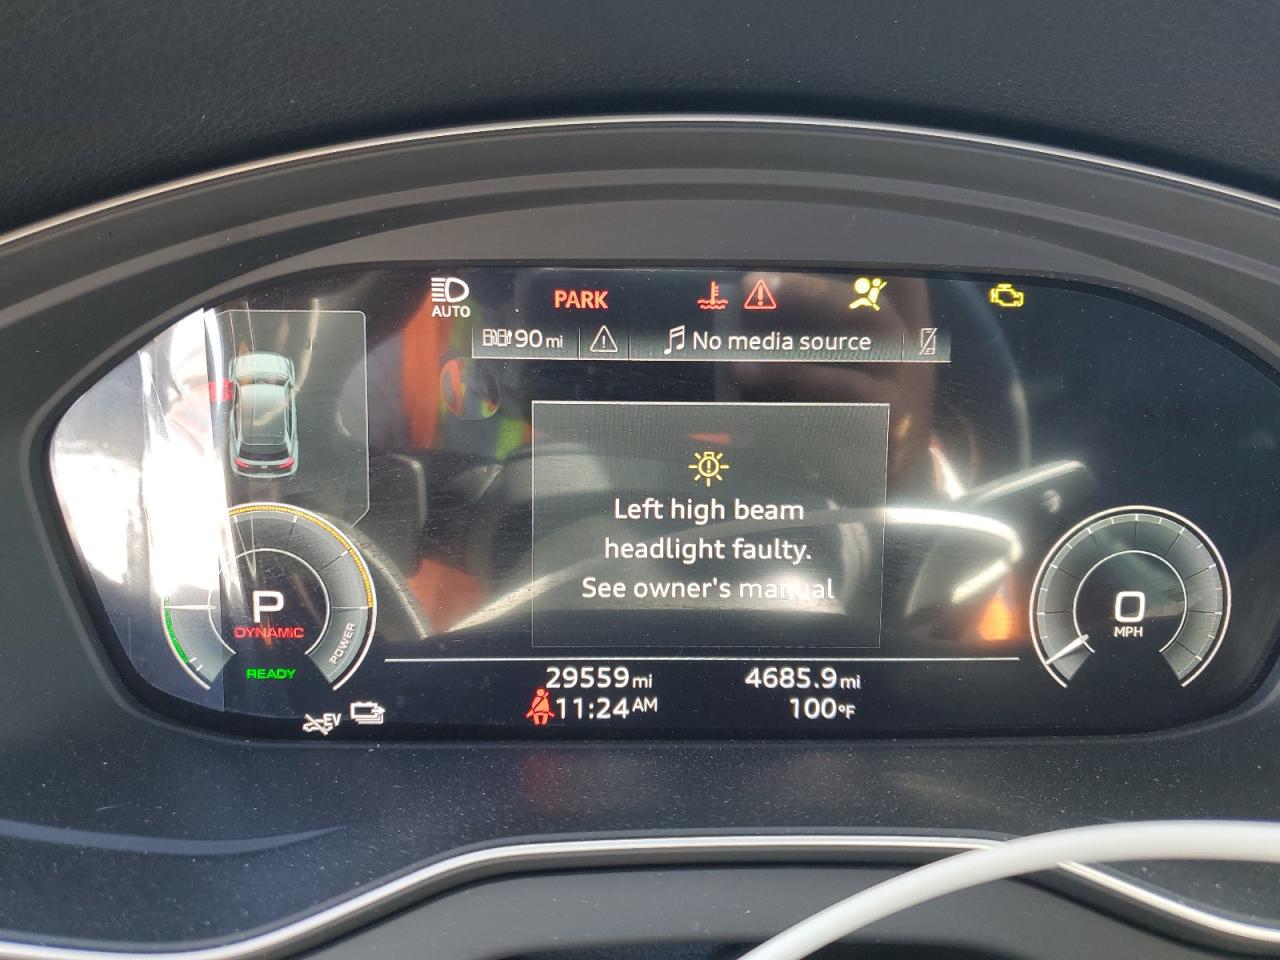 AUTO
PARK
90 mi
No media source
Left high beam
headlight faulty.
See owner's manual
P
DYNAMIC
READY
POWER
0
MPH
29559 mi
4685.9 mi
11:24 AM
100°F
EV